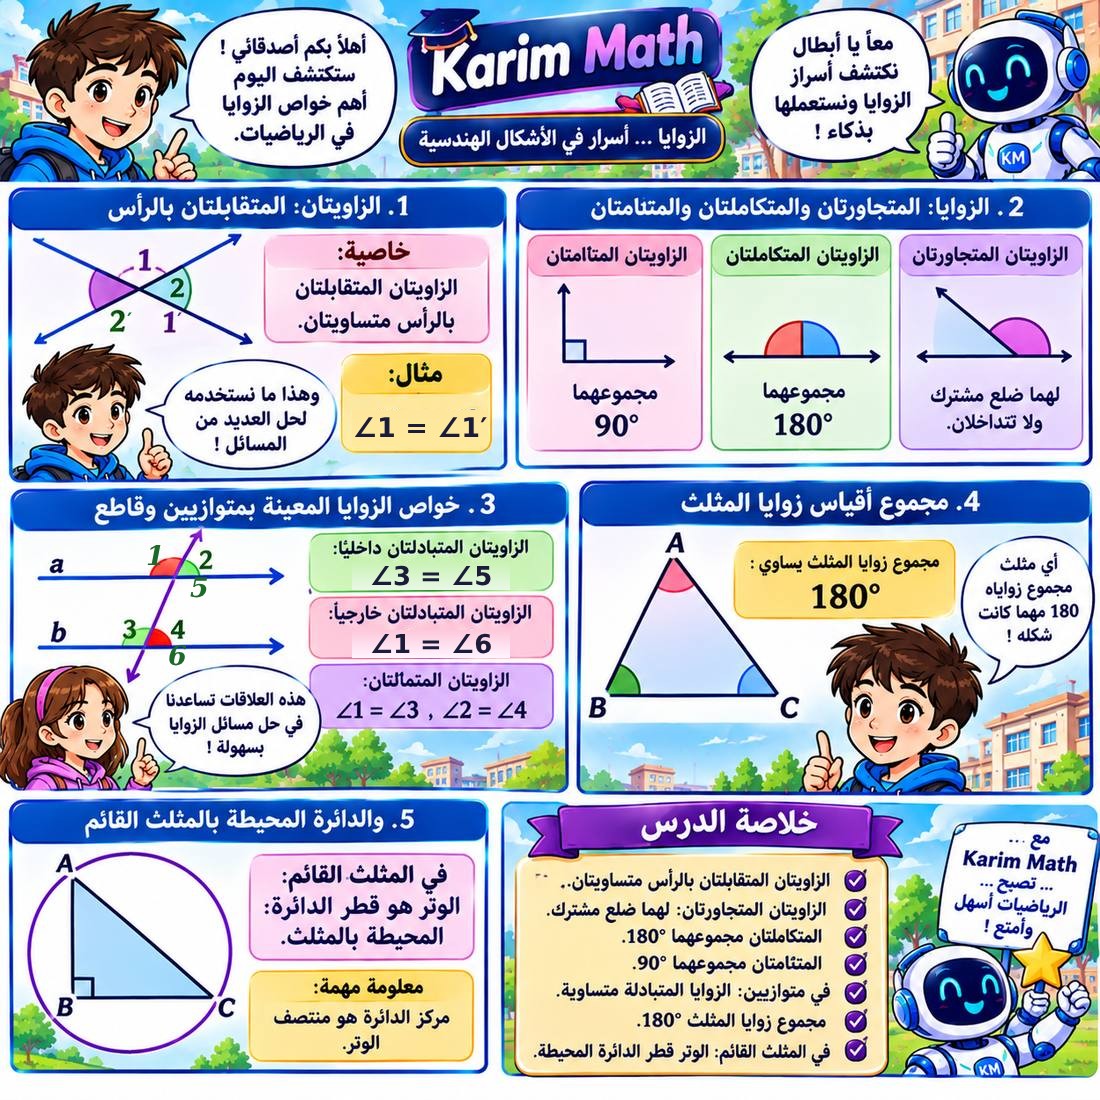 أهلاً بكم أصدقائي !
ستكتشف اليوم
أهم خواص الزوايا
في الرياضيات.
Karim Math
الزوايا ... أسرار في الأشكال الهندسية
معاً يا أبطال
نكتشف أسراز
الزوايا ونستعملها
بذكاء !
KM
1. الزاويتان: المتقابلتان بالرأس
1
2
2′
1′
خاصية:
الزاويتان المتقابلتان
بالرأس متساويتان.
وهذا ما نستخدمه
لحل العديد من
المسائل !
مثال:
∠1 = ∠1′
2. الزوايا: المتجاورتان والمتكاملتان والمتتامتان
الزاويتان المتجاورتان
لهما ضلع مشترك
ولا تتداخلان.
الزاويتان المتكاملتان
مجموعهما
180°
الزاويتان المتاامتان
مجموعهما
90°
3. خواص الزوايا المعينة بمتوازيين وقاطع
a
1
2
5
b
3
4
6
الزاويتان المتبادلتان داخليًا:
∠3 = ∠5
الزاويتان المتبادلتان خارجياً:
∠1 = ∠6
الزاويتان المتماثلتان:
∠1 = ∠3 , ∠2 = ∠4
هذه العلاقات تساعدنا
في حل مسائل الزوايا
بسهولة !
4. مجموع أقياس زوايا المثلث
A
B
C
مجموع زوايا المثلث يساوي :
180°
أي مثلث
مجموع زواياه
180 مهما كانت
شكله !
5. والدائرة المحيطة بالمثلث القائم
A
B
C
في المثلث القائم:
الوتر هو قطر الدائرة:
المحيطة بالمثلث.
معلومة مهمة:
مركز الدائرة هو منتصف
الوتر.
خلاصة الدرس
الزاويتان المتقابلتان بالرأس متساويتان..
الزاويتان المتجاورتان: لهما ضلع مشترك.
المتكاملتان مجموعهما 180°.
المتتامتان مجموعهما 90°.
في متوازيين: الزوايا المتبادلة متساوية.
مجموع زوايا المثلث 180°.
في المثلث القائم: الوتر قطر الدائرة المحيطة.
مع ...
Karim Math
... تصبح ...
الرياضيات أسهل
وأمتع !
KM